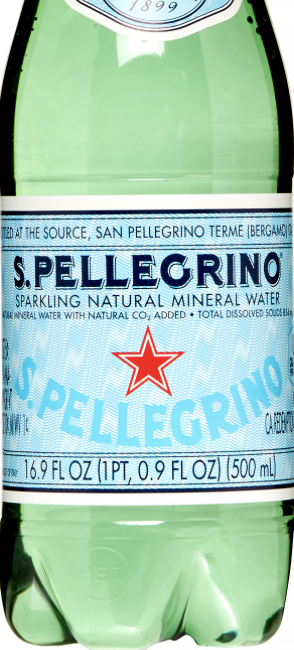 1899
AT THE SOURCE, SAN PELLEGRINO TERME (BERGAMO)
S.PELLEGRINO®
SPARKLING NATURAL MINERAL WATER
MINERAL WATER WITH NATURAL CO₂ ADDED • TOTAL DISSOLVED SOLIDS
S.PELLEGRINO
16.9 FL OZ (1PT, 0.9 FL OZ) (500 mL)
PET